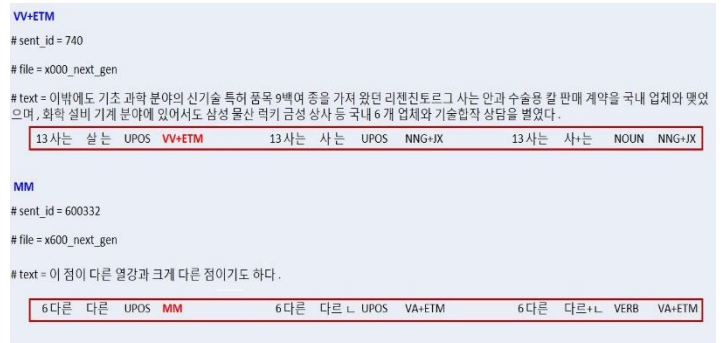 VV+ETM
# sent_id = 740
# file = x000_next_gen
# text = 이밖에도 기초 과학 분야의 신기술 특허 품목 9백여 종을 가져 왔던 리젠진토르그 사는 안과 수술용 칼 판매 계약을 국내 업체와 맺었
으며 , 화학 설비 기계 분야에 있어서도 삼성 물산 럭키 금성 상사 등 국내 6 개 업체와 기술합작 상담을 벌였다 .
13 사는 살 는 UPOS VV+ETM 13 사는 사 는 UPOS NNG+JX 13 사는 사+는 NOUN NNG+JX
MM
# sent_id = 600332
# file = x600_next_gen
# text = 이 점이 다른 열강과 크게 다른 점이기도 하다 .
6 다른 다른 UPOS MM 6 다른 다르 ㄴ UPOS VA+ETM 6 다른 다르+ㄴ VERB VA+ETM